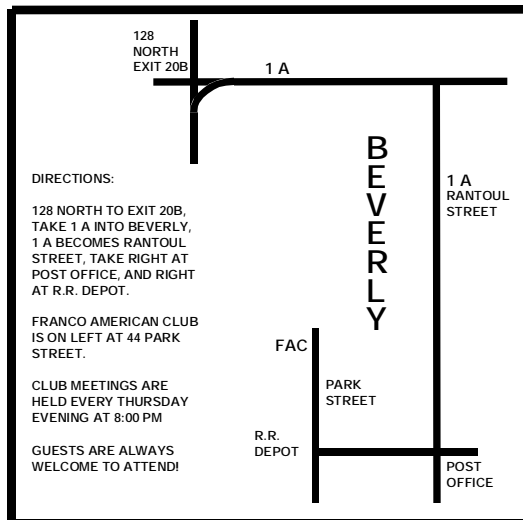 128
NORTH
EXIT 20B
1 A
BEVERLY
1 A
RANTOUL
STREET
DIRECTIONS:
128 NORTH TO EXIT 20B,
TAKE 1 A INTO BEVERLY,
1 A BECOMES RANTOUL
STREET, TAKE RIGHT AT
POST OFFICE, AND RIGHT
AT R.R. DEPOT.
FRANCO AMERICAN CLUB
IS ON LEFT AT 44 PARK
STREET.
CLUB MEETINGS ARE
HELD EVERY THURSDAY
EVENING AT 8:00 PM
GUESTS ARE ALWAYS
WELCOME TO ATTEND!
FAC
PARK
STREET
R.R.
DEPOT
POST
OFFICE